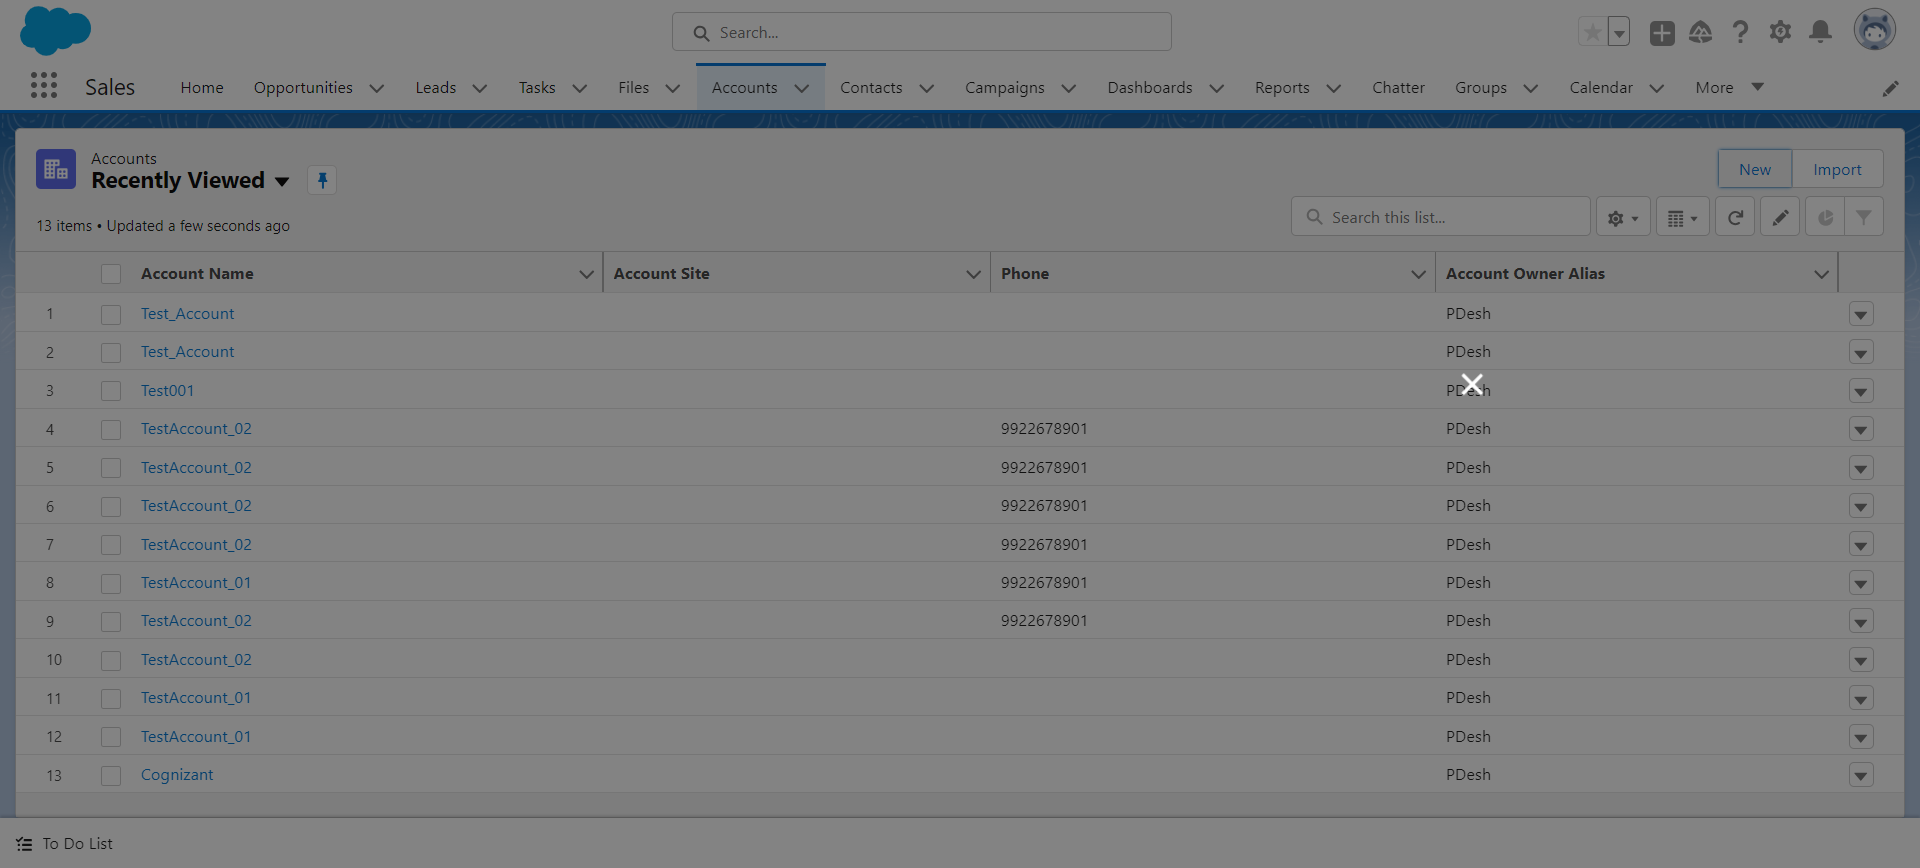 Search...
Sales
Home
Opportunities
Leads
Tasks
Files
Accounts
Contacts
Campaigns
Dashboards
Reports
Chatter
Groups
Calendar
More
Accounts
Recently Viewed
New
Import
13 items • Updated a few seconds ago
Search this list...
Account Name Account Site Phone Account Owner Alias
1 Test_Account PDesh
2 Test_Account PDesh
3 Test001 PDesh
4 TestAccount_02 9922678901 PDesh
5 TestAccount_02 9922678901 PDesh
6 TestAccount_02 9922678901 PDesh
7 TestAccount_02 9922678901 PDesh
8 TestAccount_01 9922678901 PDesh
9 TestAccount_02 9922678901 PDesh
10 TestAccount_02 PDesh
11 TestAccount_01 PDesh
12 TestAccount_01 PDesh
13 Cognizant PDesh
To Do List